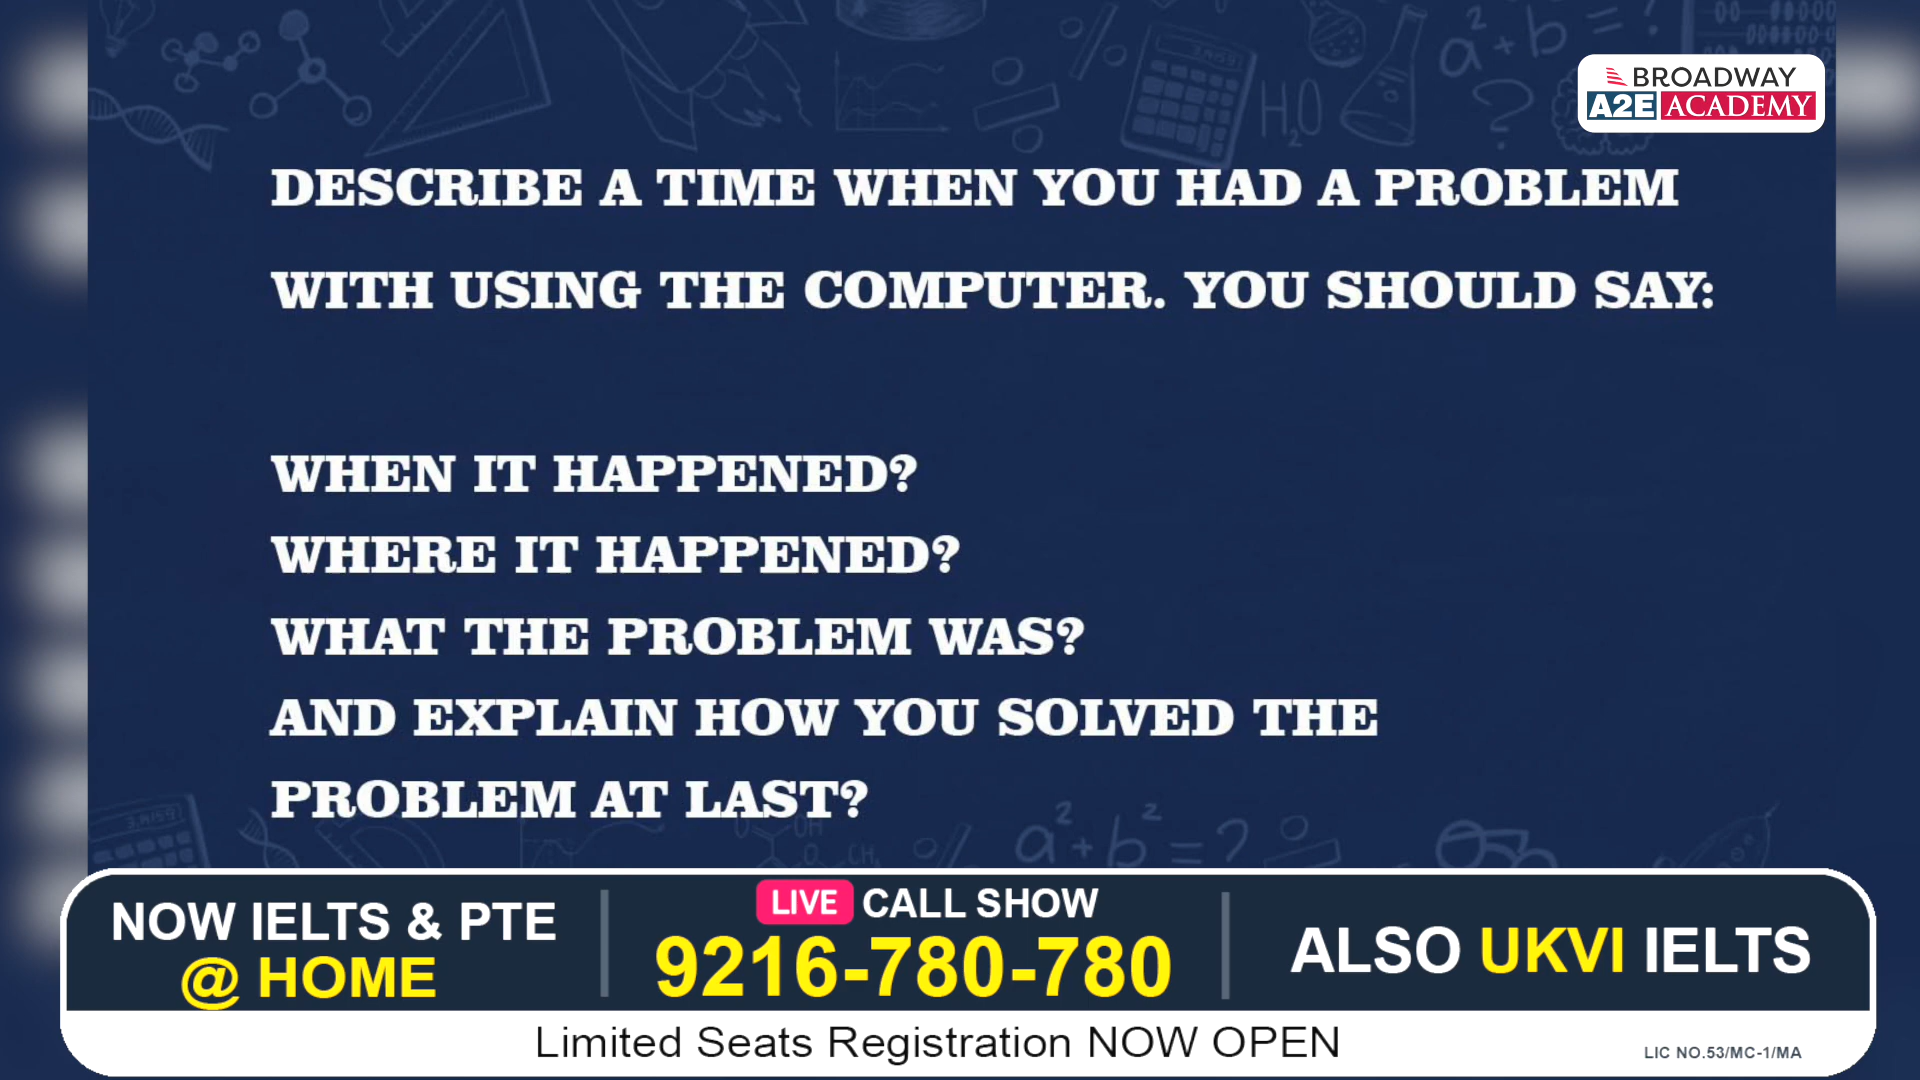 BROADWAY
A2E ACADEMY
DESCRIBE A TIME WHEN YOU HAD A PROBLEM
WITH USING THE COMPUTER. YOU SHOULD SAY:
WHEN IT HAPPENED?
WHERE IT HAPPENED?
WHAT THE PROBLEM WAS?
AND EXPLAIN HOW YOU SOLVED THE
PROBLEM AT LAST?
NOW IELTS & PTE
@ HOME
LIVE CALL SHOW
9216-780-780
ALSO UKVI IELTS
Limited Seats Registration NOW OPEN
LIC NO.53/MC-1/MA